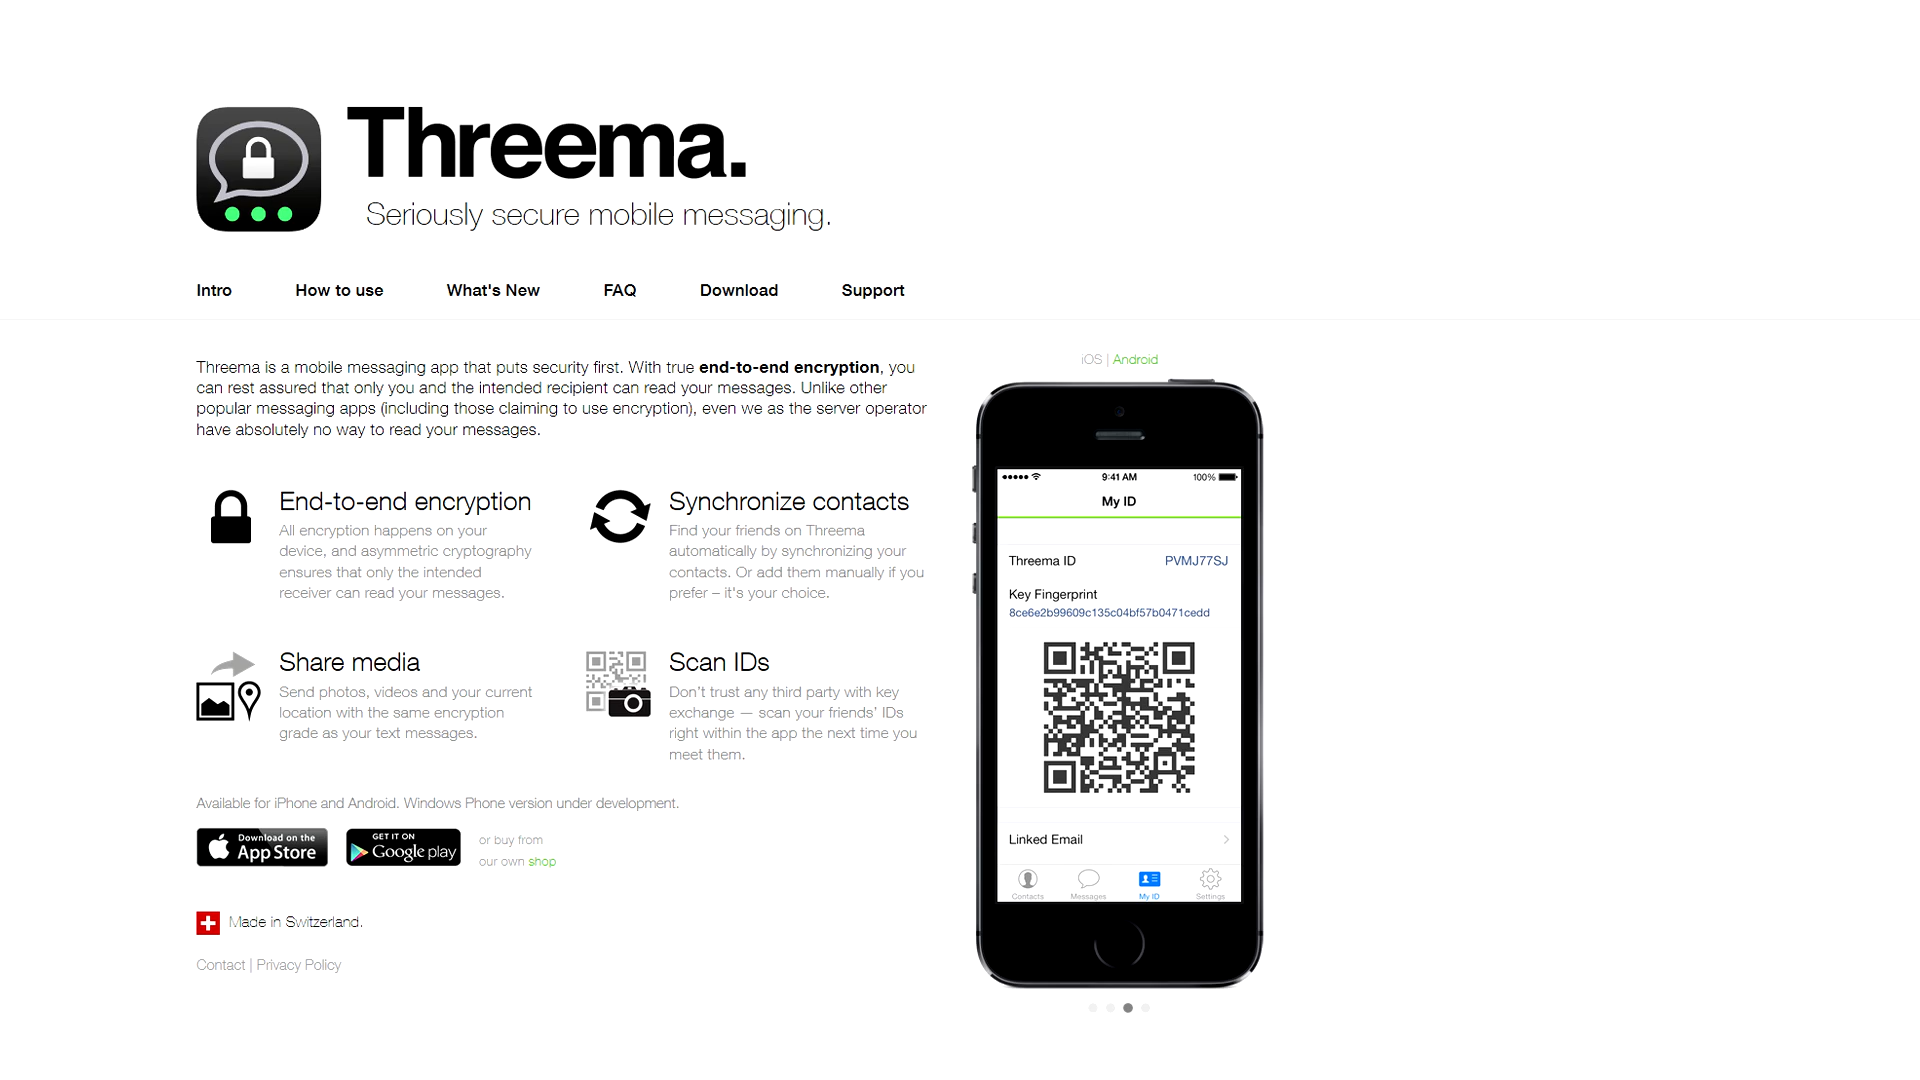 Threema.
Seriously secure mobile messaging.
Intro
How to use
What's New
FAQ
Download
Support
Threema is a mobile messaging app that puts security first. With true end-to-end encryption, you
can rest assured that only you and the intended recipient can read your messages. Unlike other
popular messaging apps (including those claiming to use encryption), even we as the server operator
have absolutely no way to read your messages.
End-to-end encryption
All encryption happens on your
device, and asymmetric cryptography
ensures that only the intended
receiver can read your messages.
Synchronize contacts
Find your friends on Threema
automatically by synchronizing your
contacts. Or add them manually if you
prefer – it's your choice.
Share media
Send photos, videos and your current
location with the same encryption
grade as your text messages.
Scan IDs
Don't trust any third party with key
exchange — scan your friends’ IDs
right within the app the next time you
meet them.
Available for iPhone and Android. Windows Phone version under development.
Download on the
App Store
GET IT ON
Google play
or buy from
our own shop
Made in Switzerland.
Contact | Privacy Policy
iOS | Android
9:41 AM
100%
My ID
Threema ID
PVMJ77SJ
Key Fingerprint
8ce6e2b99609c135c04bf57b0471cedd
Linked Email
Contacts
Messages
My ID
Settings